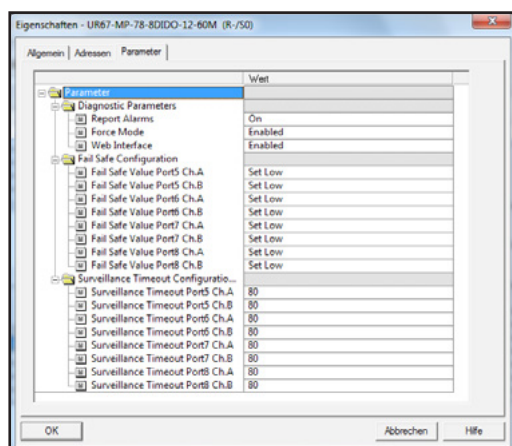 Eigenschaften - UR67-MP-78-8DIDO-12-60M (R-/S0)
Allgemein Adressen Parameter
Wert
Parameter
Diagnostic Parameters
Report Alarms On
Force Mode Enabled
Web Interface Enabled
Fail Safe Configuration
Fail Safe Value Port5 Ch.A Set Low
Fail Safe Value Port5 Ch.B Set Low
Fail Safe Value Port6 Ch.A Set Low
Fail Safe Value Port6 Ch.B Set Low
Fail Safe Value Port7 Ch.A Set Low
Fail Safe Value Port7 Ch.B Set Low
Fail Safe Value Port8 Ch.A Set Low
Fail Safe Value Port8 Ch.B Set Low
Surveillance Timeout Configuratio...
Surveillance Timeout Port5 Ch.A 80
Surveillance Timeout Port5 Ch.B 80
Surveillance Timeout Port6 Ch.A 80
Surveillance Timeout Port6 Ch.B 80
Surveillance Timeout Port7 Ch.A 80
Surveillance Timeout Port7 Ch.B 80
Surveillance Timeout Port8 Ch.A 80
Surveillance Timeout Port8 Ch.B 80
OK Abbrechen Hilfe